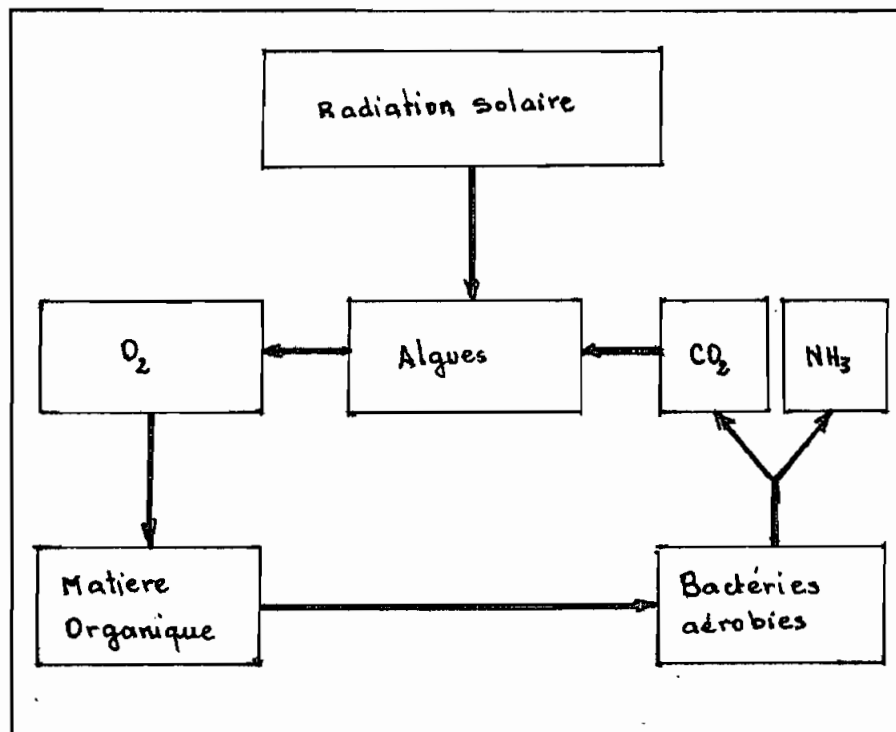 Radiation solaire
O₂
Algues
CO₂
NH₃
Matiere
Organique
Bactéries
aérobies